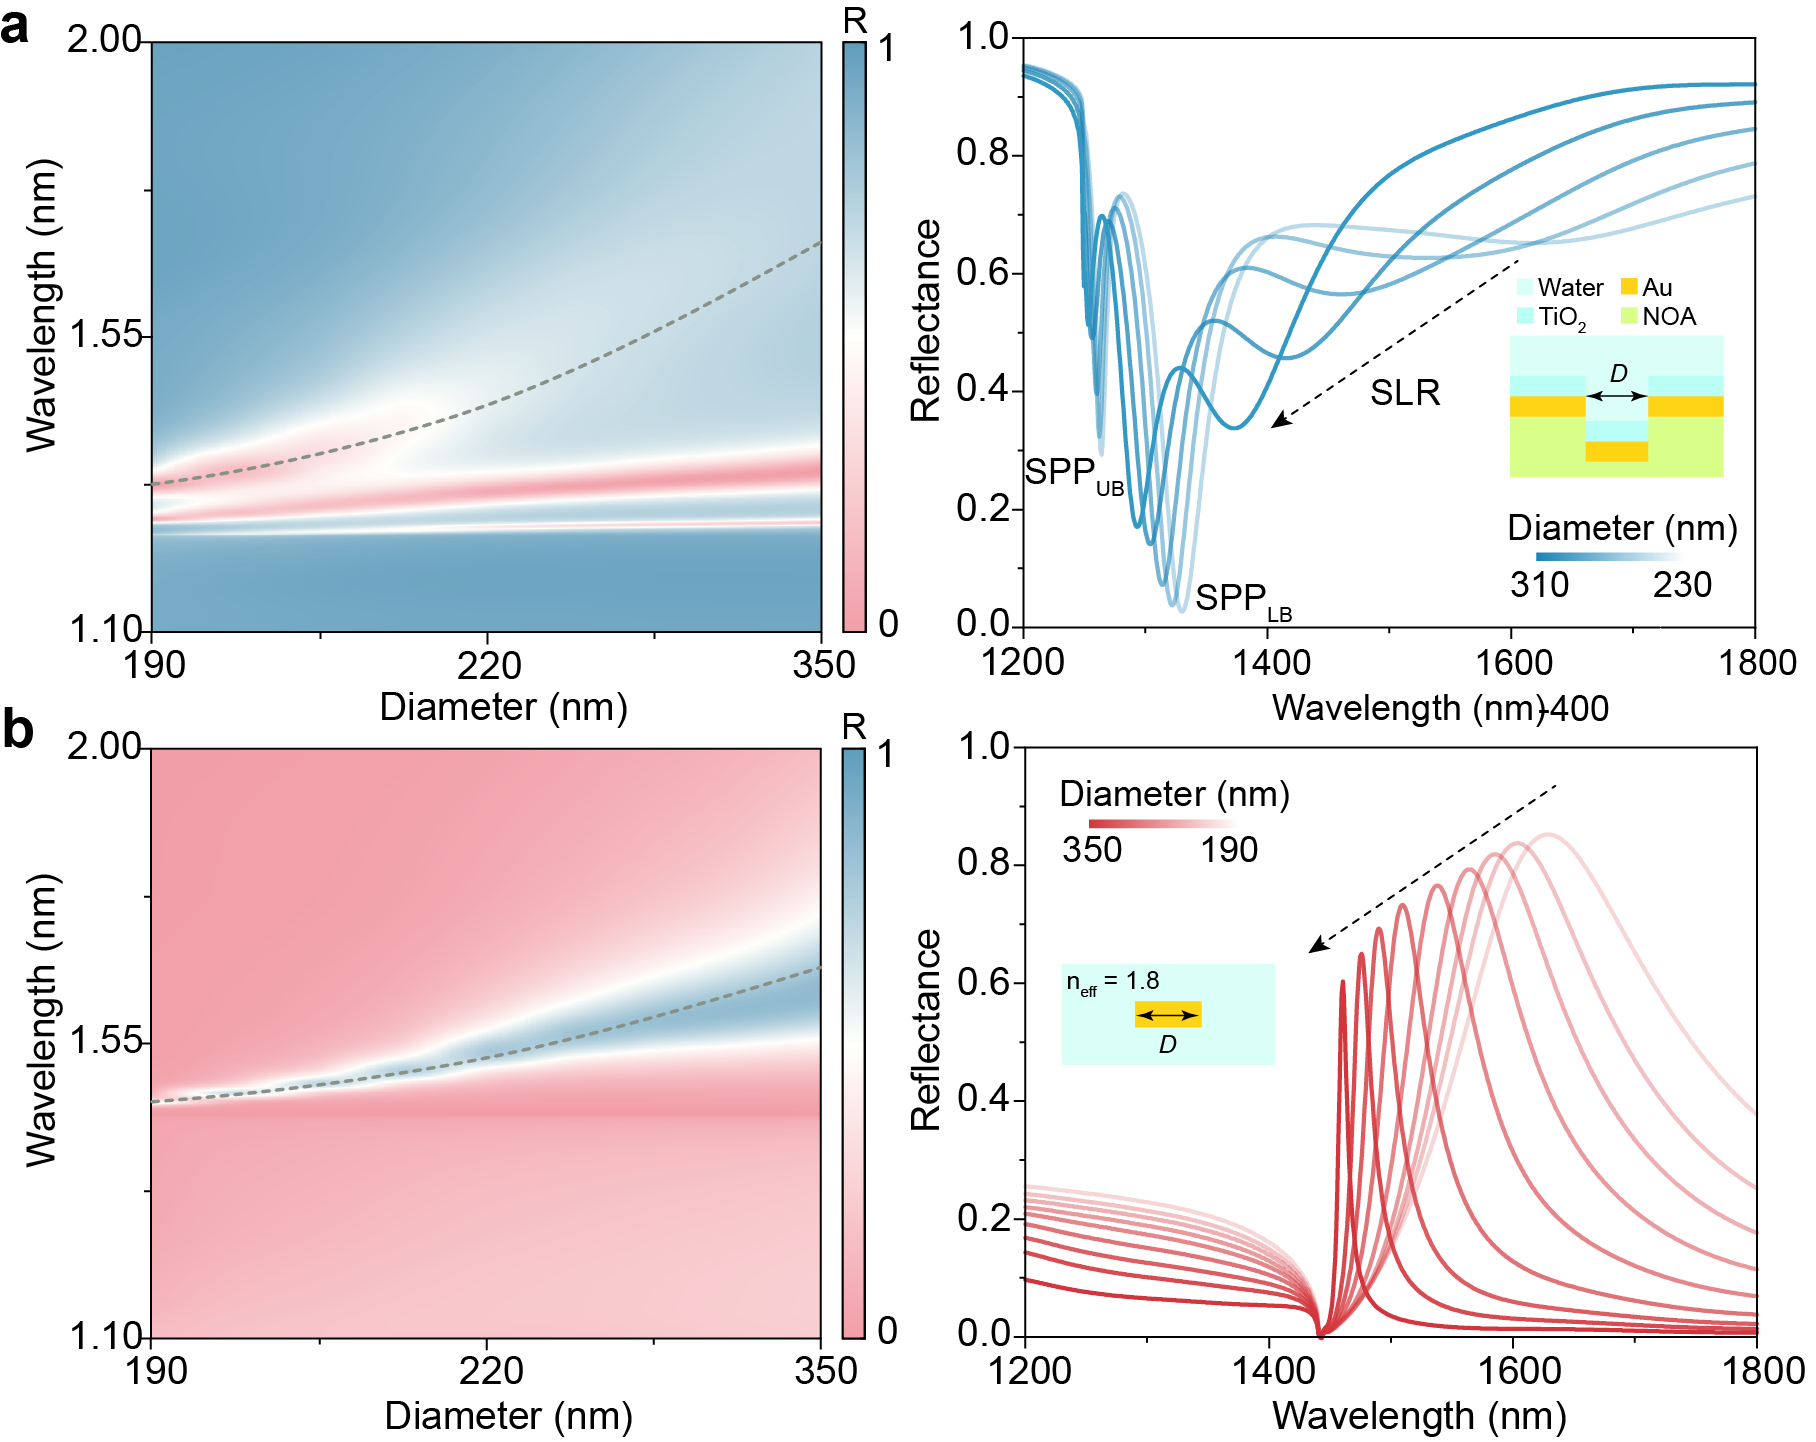 a
R
2.00
1.55
1.10
Wavelength (nm)
190
220
350
Diameter (nm)
1
0
1.0
0.8
0.6
0.4
0.2
0.0
Reflectance
1200
1400
1600
1800
Wavelength (nm)-400
SPP UB
SPP LB
SLR
Water
Au
TiO2
NOA
D
Diameter (nm)
310
230
b
R
2.00
1.55
1.10
Wavelength (nm)
190
220
350
Diameter (nm)
1
0
1.0
0.8
0.6
0.4
0.2
0.0
Reflectance
1200
1400
1600
1800
Wavelength (nm)
Diameter (nm)
350
190
neff = 1.8
D